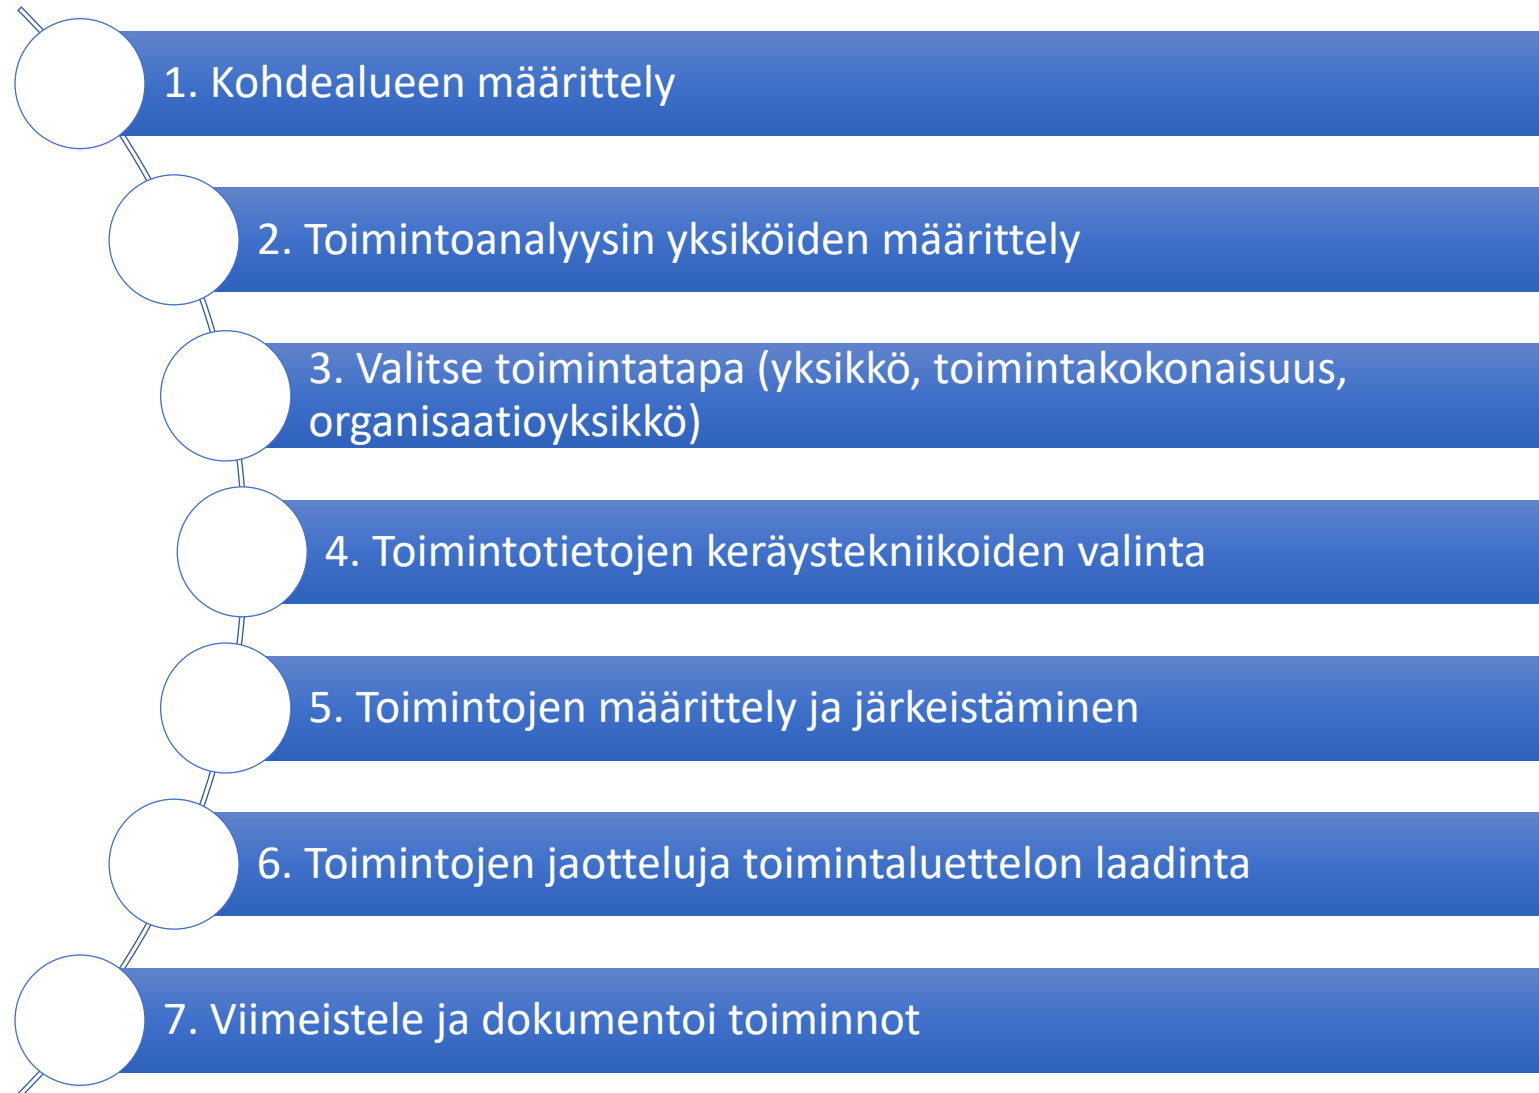 1. Kohdealueen määrittely
2. Toimintoanalyysin yksiköiden määrittely
3. Valitse toimintatapa (yksikkö, toimintakokonaisuus,
organisaatioyksikkö)
4. Toimintotietojen keräystekniikoiden valinta
5. Toimintojen määrittely ja järkeistäminen
6. Toimintojen jaotteluja toimintaluettelon laadinta
7. Viimeistele ja dokumentoi toiminnot